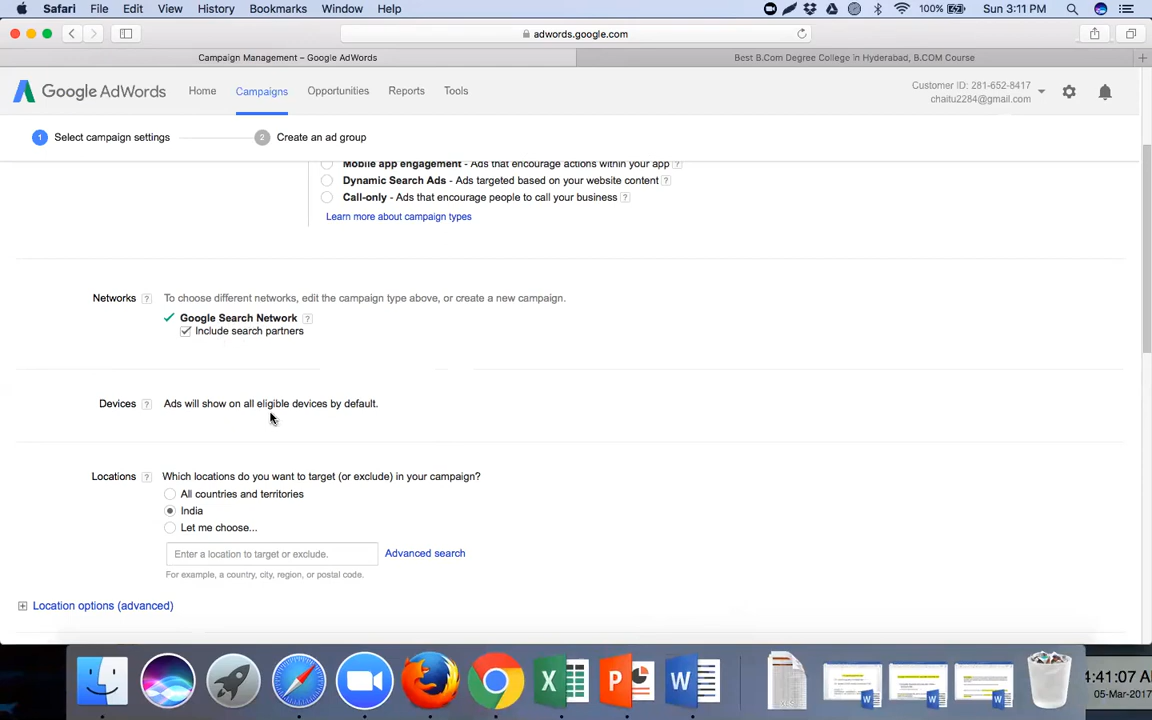 Safari File Edit View History Bookmarks Window Help 100% Sun 3:11 PM
adwords.google.com
Campaign Management – Google AdWords Best B.Com Degree College in Hyderabad, B.COM Course
Google AdWords Home Campaigns Opportunities Reports Tools
Customer ID: 281-652-8417
chaitu2284@gmail.com
1 Select campaign settings 2 Create an ad group
Mobile app engagement - Ads that encourage actions within your app ?
Dynamic Search Ads - Ads targeted based on your website content ?
Call-only - Ads that encourage people to call your business ?
Learn more about campaign types
Networks ? To choose different networks, edit the campaign type above, or create a new campaign.
Google Search Network ?
Include search partners
Devices ? Ads will show on all eligible devices by default.
Locations ? Which locations do you want to target (or exclude) in your campaign?
All countries and territories
India
Let me choose...
Enter a location to target or exclude. Advanced search
For example, a country, city, region, or postal code.
Location options (advanced)
X P W W W W
4:41:07
05-Mar-2017